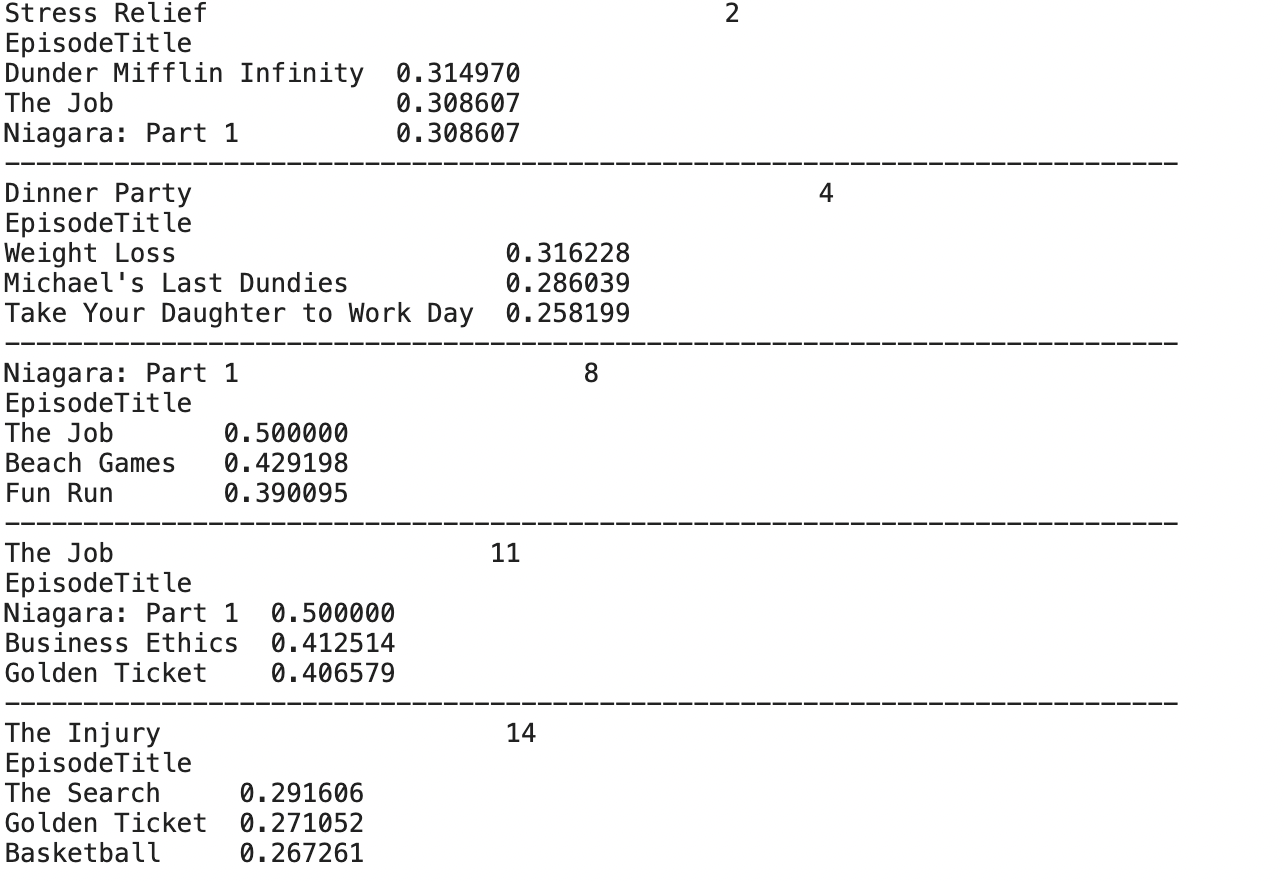 Stress Relief                                 2
EpisodeTitle
Dunder Mifflin Infinity  0.314970
The Job                  0.308607
Niagara: Part 1          0.308607
---------------------------------------------------------------------------
Dinner Party                                        4
EpisodeTitle
Weight Loss                     0.316228
Michael's Last Dundies          0.286039
Take Your Daughter to Work Day  0.258199
---------------------------------------------------------------------------
Niagara: Part 1                      8
EpisodeTitle
The Job       0.500000
Beach Games   0.429198
Fun Run       0.390095
---------------------------------------------------------------------------
The Job                        11
EpisodeTitle
Niagara: Part 1  0.500000
Business Ethics  0.412514
Golden Ticket    0.406579
---------------------------------------------------------------------------
The Injury                      14
EpisodeTitle
The Search     0.291606
Golden Ticket  0.271052
Basketball     0.267261